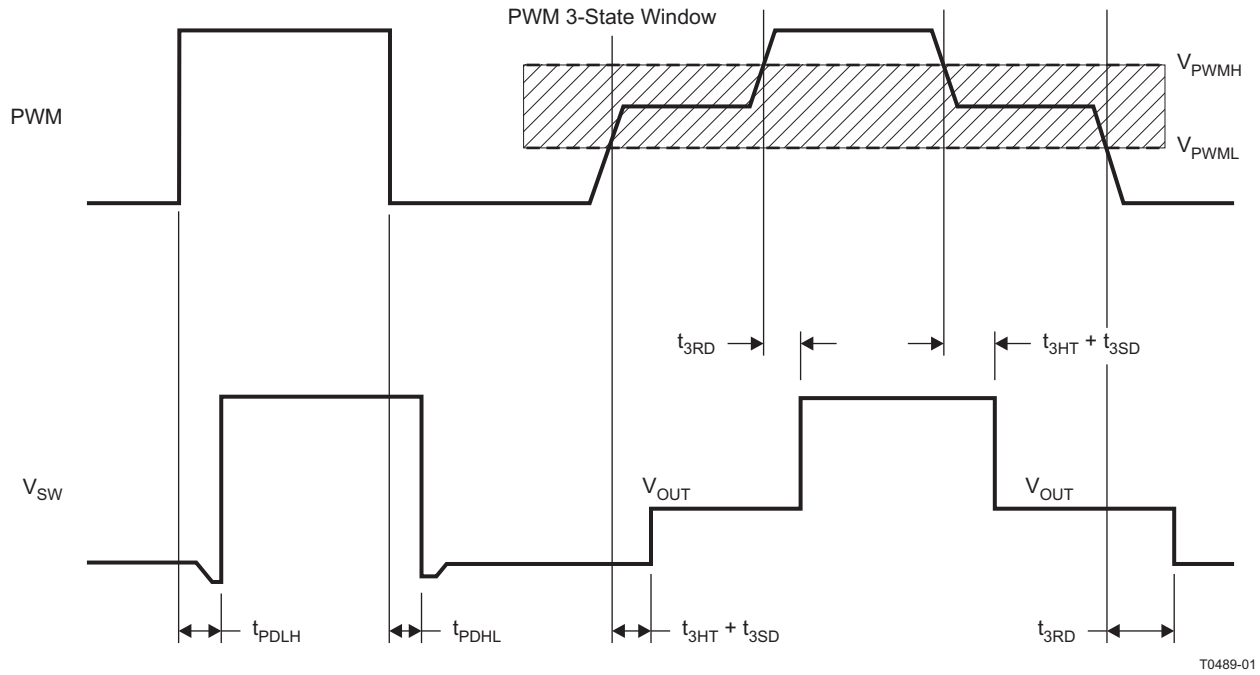 PWM 3-State Window
V_PWMH
PWM
V_PWML
t_3RD
t_3HT + t_3SD
V_SW
V_OUT
V_OUT
t_PDLH
t_PDHL
t_3HT + t_3SD
t_3RD
T0489-01